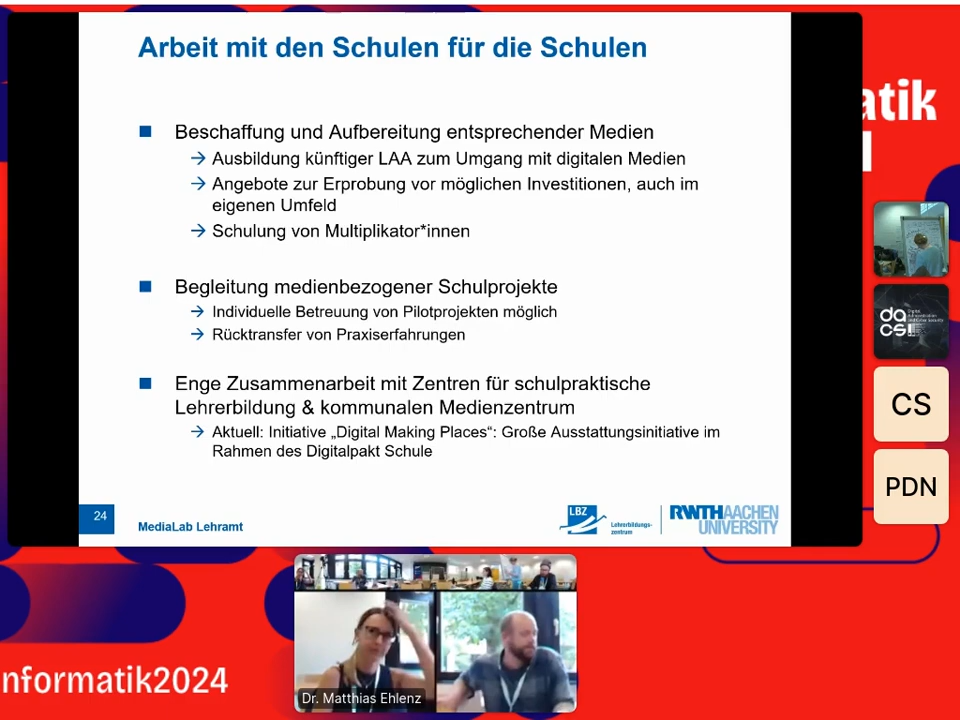 Arbeit mit den Schulen für die Schulen
Beschaffung und Aufbereitung entsprechender Medien
→ Ausbildung künftiger LAA zum Umgang mit digitalen Medien
→ Angebote zur Erprobung vor möglichen Investitionen, auch im
eigenen Umfeld
→ Schulung von Multiplikator*innen
Begleitung medienbezogener Schulprojekte
→ Individuelle Betreuung von Pilotprojekten möglich
→ Rücktransfer von Praxiserfahrungen
Enge Zusammenarbeit mit Zentren für schulpraktische
Lehrerbildung & kommunalen Medienzentrum
→ Aktuell: Initiative „Digital Making Places“: Große Ausstattungsinitiative im
Rahmen des Digitalpakt Schule
24
MediaLab Lehramt
LBZ
Lehrerbildungs-
zentrum
RWTHAACHEN
UNIVERSITY
atik
dacsi
CS
PDN
nformatik2024
Dr. Matthias Ehlenz